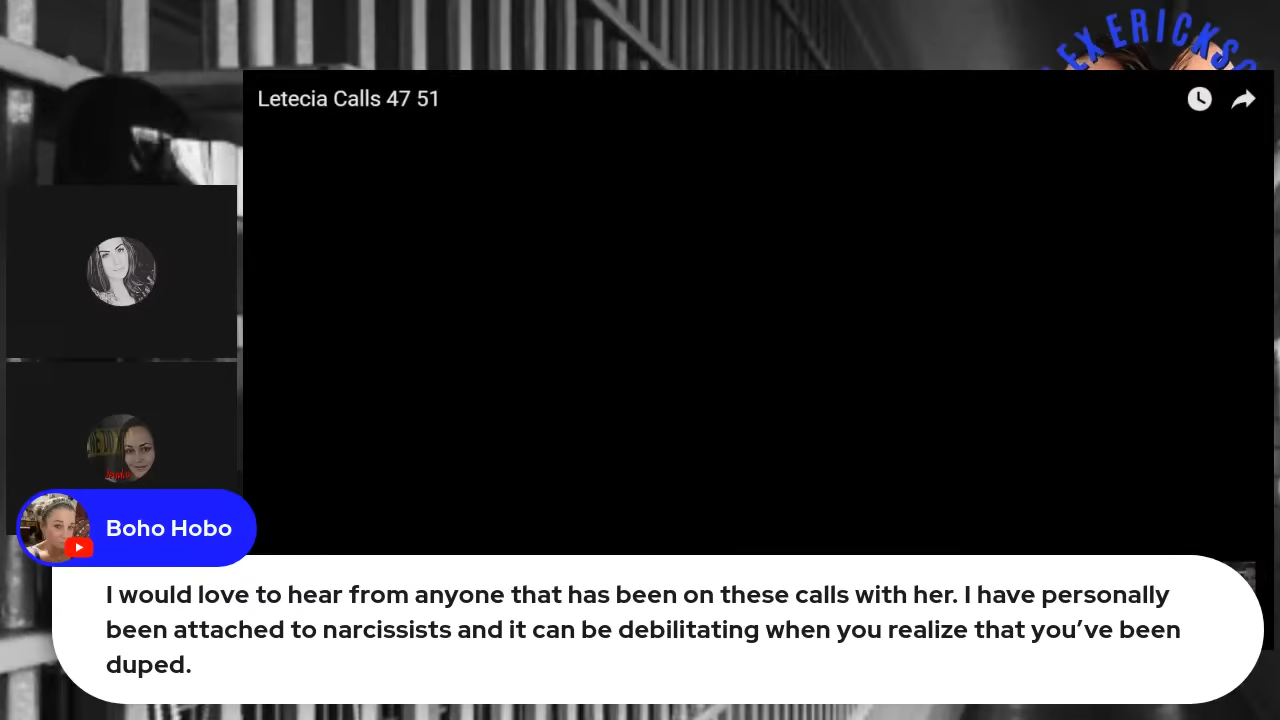 EX ERICKSO
Letecia Calls 47 51
Boho Hobo
I would love to hear from anyone that has been on these calls with her. I have personally
been attached to narcissists and it can be debilitating when you realize that you’ve been
duped.